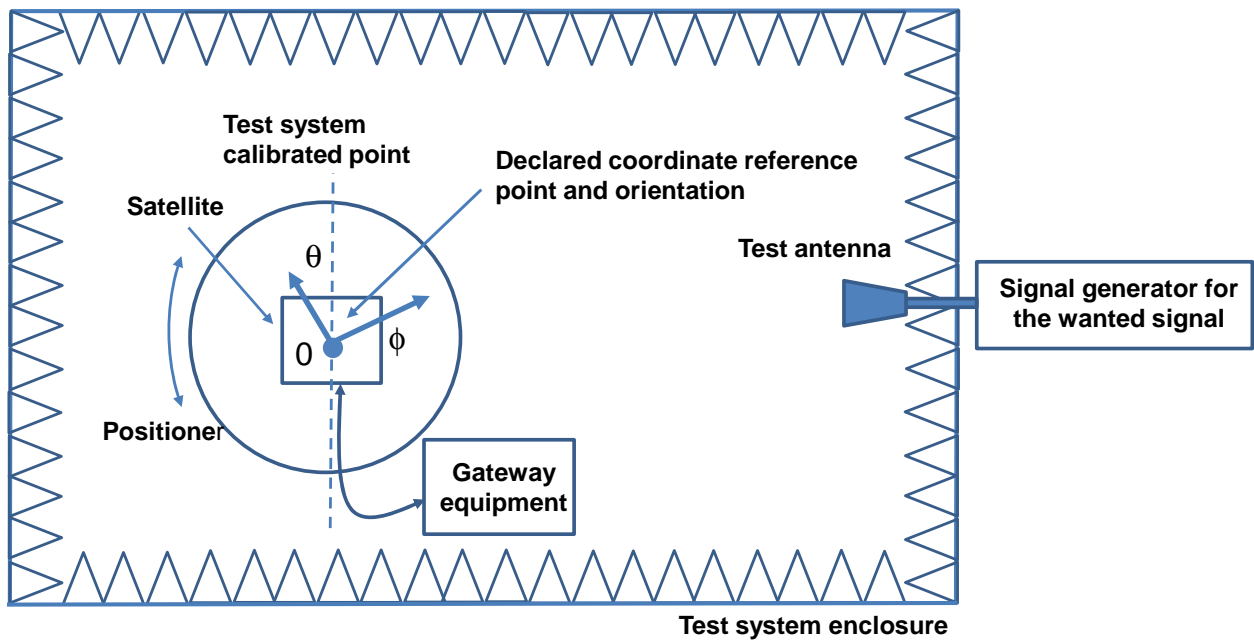 Test system
calibrated point
Declared coordinate reference
point and orientation
Satellite
θ
Test antenna
Signal generator for
the wanted signal
0
ϕ
Positioner
Gateway
equipment
Test system enclosure